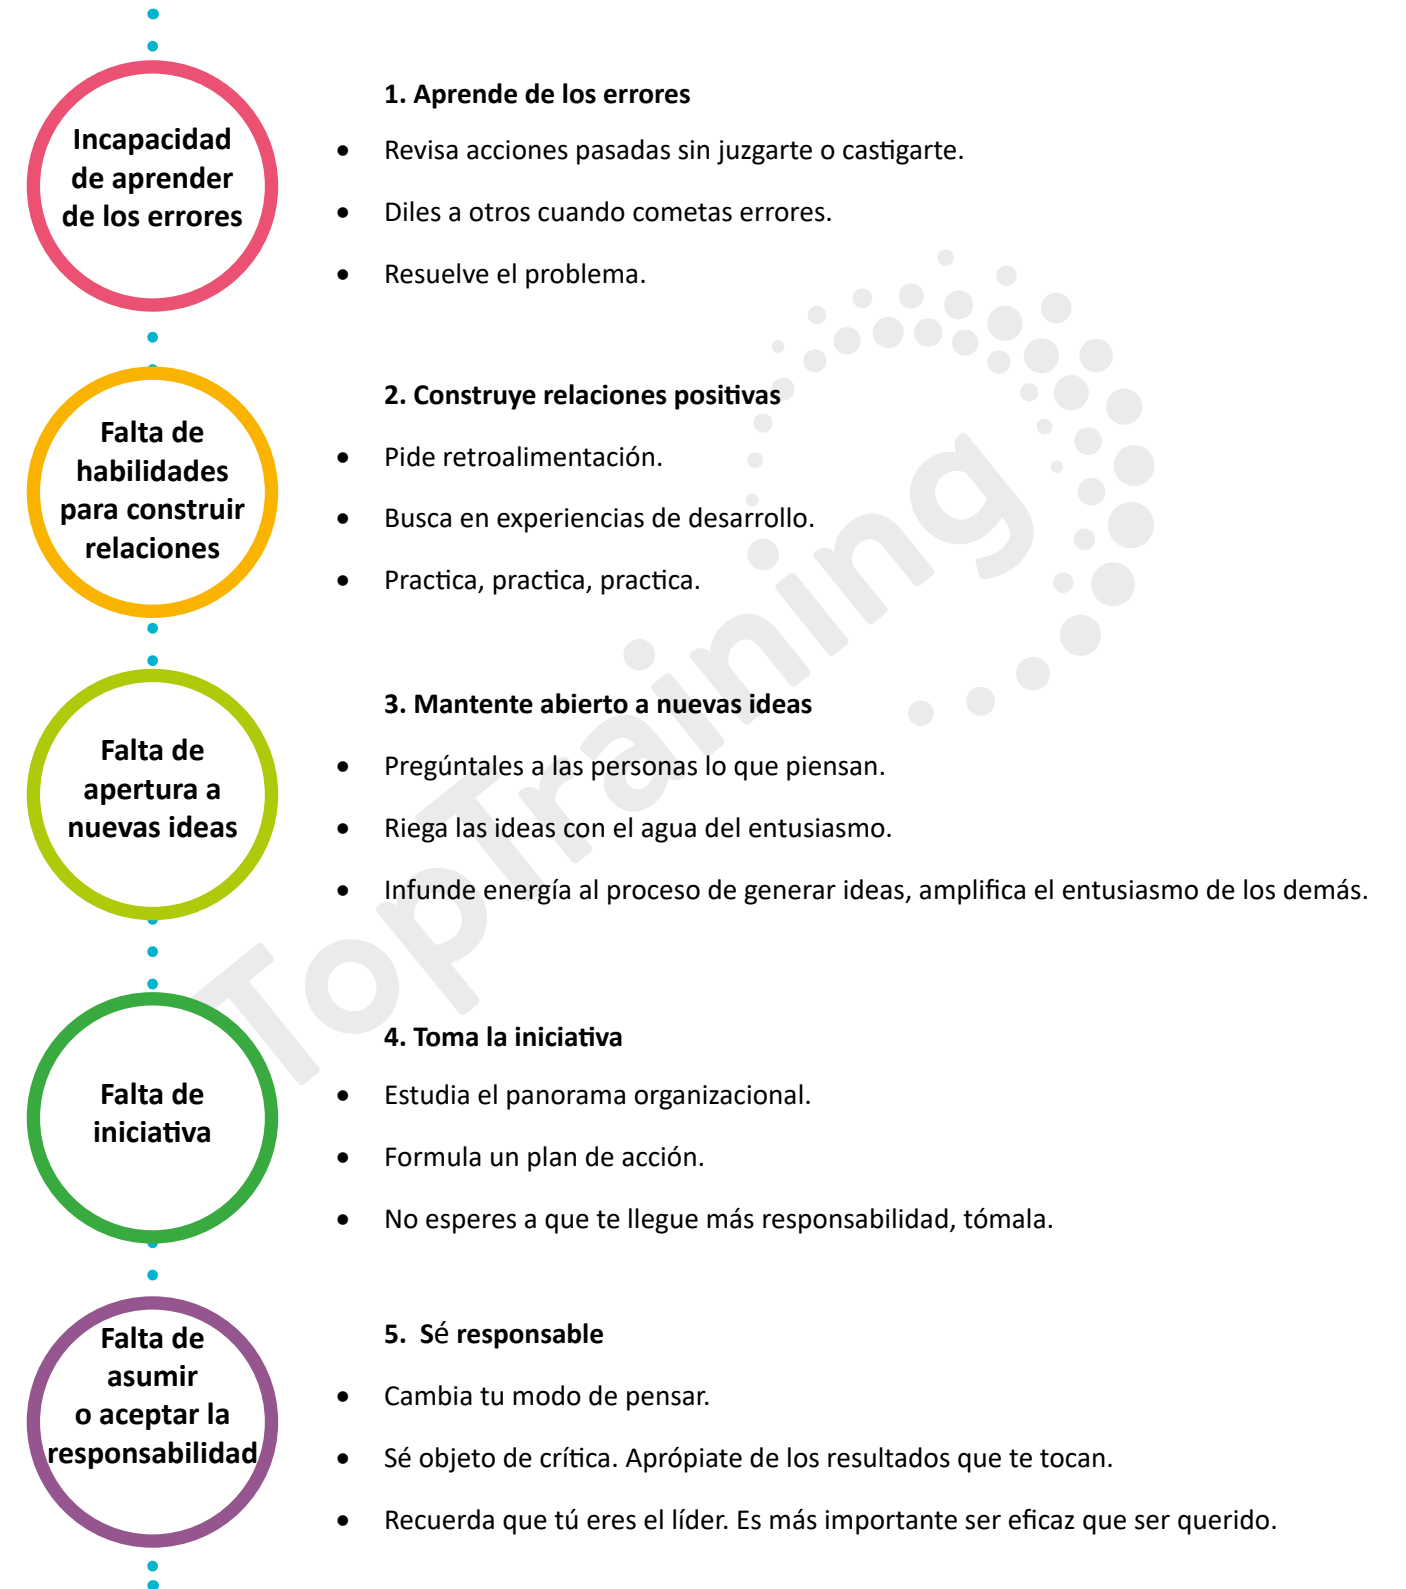 Incapacidad
de aprender
de los errores
1. Aprende de los errores
• Revisa acciones pasadas sin juzgarte o castigarte.
• Diles a otros cuando cometas errores.
• Resuelve el problema.
Falta de
habilidades
para construir
relaciones
2. Construye relaciones positivas
• Pide retroalimentación.
• Busca en experiencias de desarrollo.
• Practica, practica, practica.
Falta de
apertura a
nuevas ideas
3. Mantente abierto a nuevas ideas
• Pregúntales a las personas lo que piensan.
• Riega las ideas con el agua del entusiasmo.
• Infunde energía al proceso de generar ideas, amplifica el entusiasmo de los demás.
Falta de
iniciativa
4. Toma la iniciativa
• Estudia el panorama organizacional.
• Formula un plan de acción.
• No esperes a que te llegue más responsabilidad, tómala.
Falta de
asumir
o aceptar la
responsabilidad
5. Sé responsable
• Cambia tu modo de pensar.
• Sé objeto de crítica. Aprópiate de los resultados que te tocan.
• Recuerda que tú eres el líder. Es más importante ser eficaz que ser querido.
TopTraining